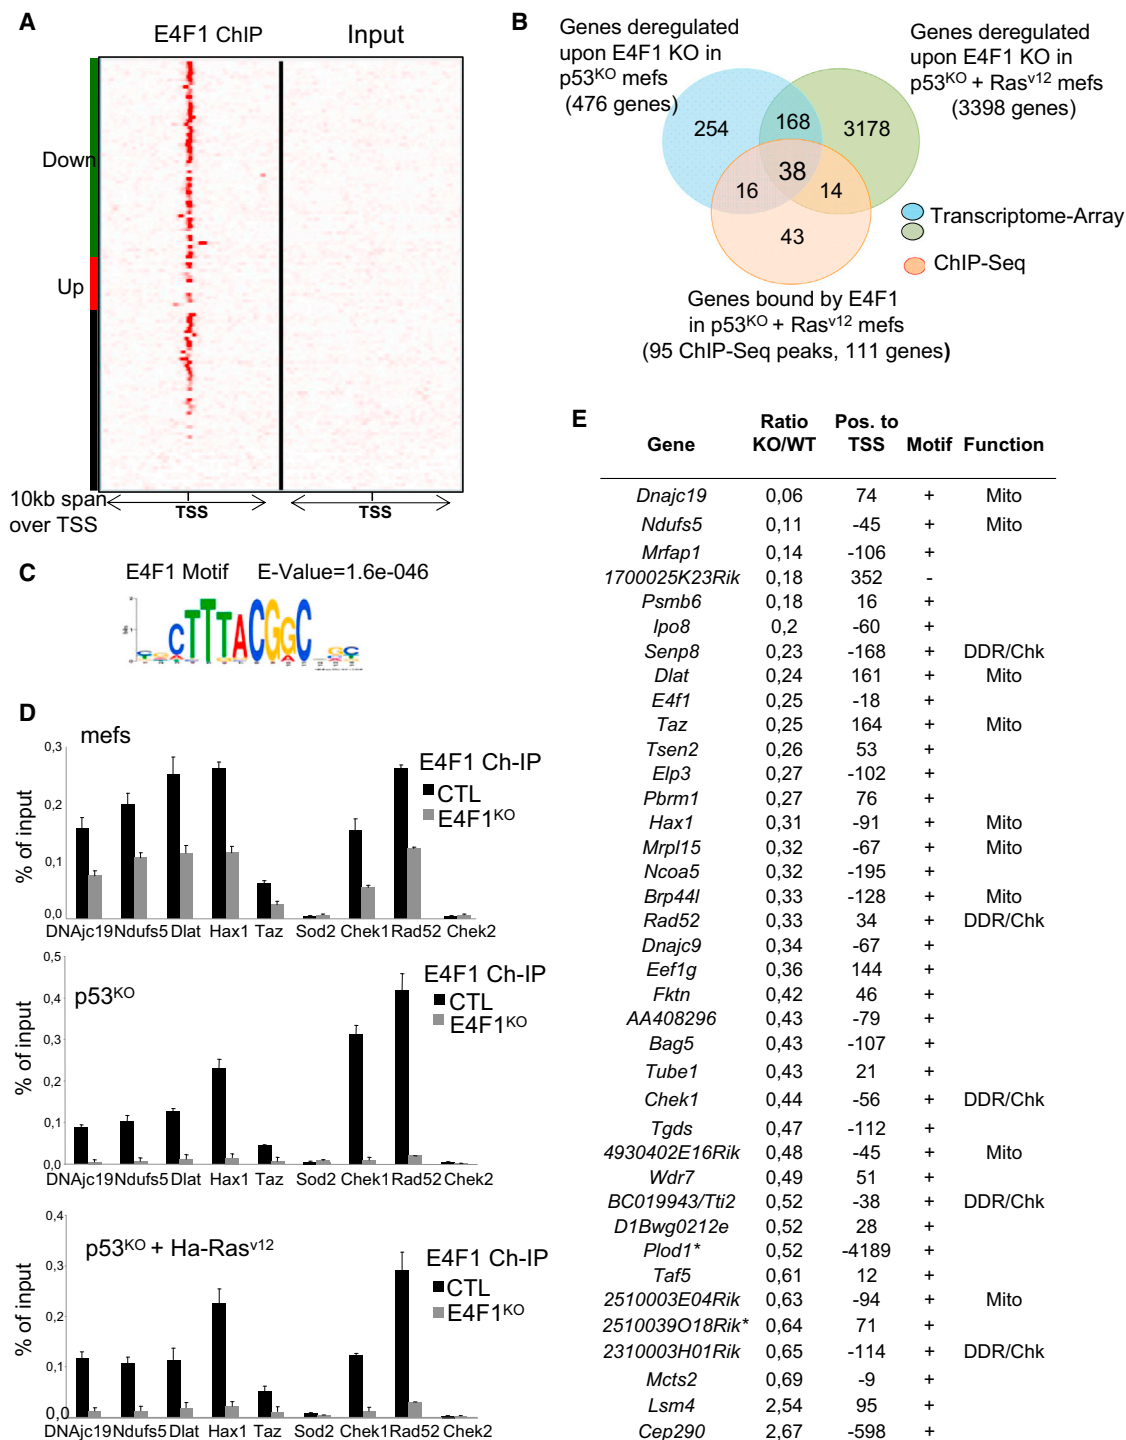 A
E4F1 ChIP
Input
Down
Up
10kb span
over TSS
TSS
TSS
B
Genes deregulated
upon E4F1 KO in
p53KO mefs
(476 genes)
Genes deregulated
upon E4F1 KO in
p53KO + Rasv12 mefs
(3398 genes)
254
168
3178
38
16
14
43
Transcriptome-Array
ChIP-Seq
Genes bound by E4F1
in p53KO + Rasv12 mefs
(95 ChIP-Seq peaks, 111 genes)
C
E4F1 Motif E-Value=1.6e-046
CTTTACGGC
D
mefs
E4F1 Ch-IP
CTL
E4F1KO
% of input
0,3
0,2
0,1
0,0
DNAjc19 Ndufs5 Dlat Hax1 Taz Sod2 Chek1 Rad52 Chek2
p53KO
E4F1 Ch-IP
CTL
E4F1KO
% of input
0,5
0,4
0,3
0,2
0,1
0,0
DNAjc19 Ndufs5 Dlat Hax1 Taz Sod2 Chek1 Rad52 Chek2
p53KO + Ha-Rasv12
E4F1 Ch-IP
CTL
E4F1KO
% of input
0,4
0,3
0,2
0,1
0,0
DNAjc19 Ndufs5 Dlat Hax1 Taz Sod2 Chek1 Rad52 Chek2
E
Gene Ratio KO/WT Pos. to TSS Motif Function
Dnajc19 0,06 74 + Mito
Ndufs5 0,11 -45 + Mito
Mrfap1 0,14 -106 +
1700025K23Rik 0,18 352 -
Psmb6 0,18 16 +
Ipo8 0,2 -60 +
Senp8 0,23 -168 + DDR/Chk
Dlat 0,24 161 + Mito
E4f1 0,25 -18 +
Taz 0,25 164 + Mito
Tsen2 0,26 53 +
Elp3 0,27 -102 +
Pbrm1 0,27 76 +
Hax1 0,31 -91 + Mito
Mrpl15 0,32 -67 + Mito
Ncoa5 0,32 -195 +
Brp44l 0,33 -128 + Mito
Rad52 0,33 34 + DDR/Chk
Dnajc9 0,34 -67 +
Eef1g 0,36 144 +
Fktn 0,42 46 +
AA408296 0,43 -79 +
Bag5 0,43 -107 +
Tube1 0,43 21 +
Chek1 0,44 -56 + DDR/Chk
Tgds 0,47 -112 +
4930402E16Rik 0,48 -45 + Mito
Wdr7 0,49 51 +
BC019943/Tti2 0,52 -38 + DDR/Chk
D1Bwg0212e 0,52 28 +
Plod1* 0,52 -4189 +
Taf5 0,61 12 +
2510003E04Rik 0,63 -94 + Mito
2510039O18Rik* 0,64 71 +
2310003H01Rik 0,65 -114 + DDR/Chk
Mcts2 0,69 -9 +
Lsm4 2,54 95 +
Cep290 2,67 -598 +